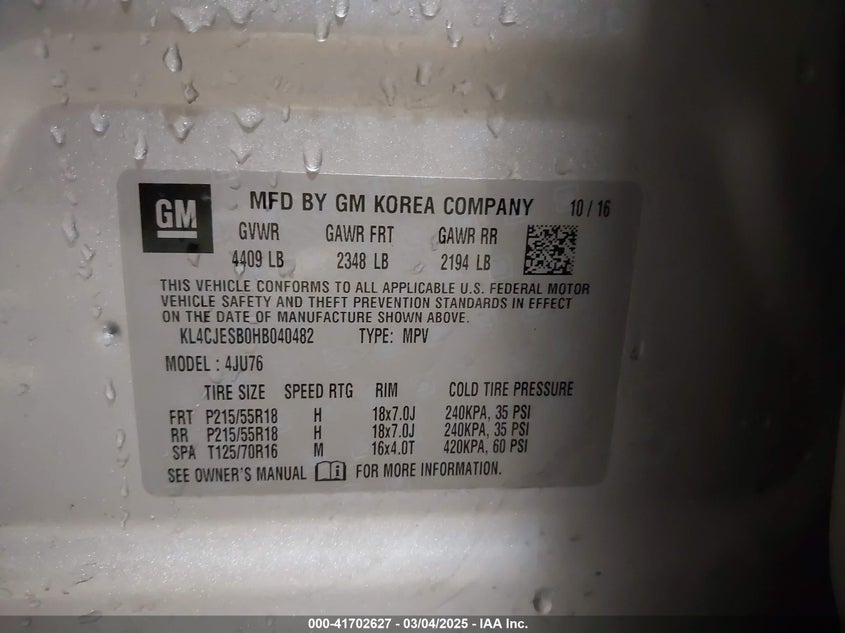 GM
MFD BY GM KOREA COMPANY 10 / 16
GVWR GAWR FRT GAWR RR
4409 LB 2348 LB 2194 LB
THIS VEHICLE CONFORMS TO ALL APPLICABLE U.S. FEDERAL MOTOR
VEHICLE SAFETY AND THEFT PREVENTION STANDARDS IN EFFECT
ON THE DATE OF MANUFACTURE SHOWN ABOVE.
KL4CJESB0HB040482 TYPE: MPV
MODEL : 4JU76
TIRE SIZE SPEED RTG RIM COLD TIRE PRESSURE
FRT P215/55R18 H 18x7.0J 240KPA, 35 PSI
RR P215/55R18 H 18x7.0J 240KPA, 35 PSI
SPA T125/70R16 M 16x4.0T 420KPA, 60 PSI
SEE OWNER'S MANUAL FOR MORE INFORMATION.
000-41702627 - 03/04/2025 - IAA Inc.